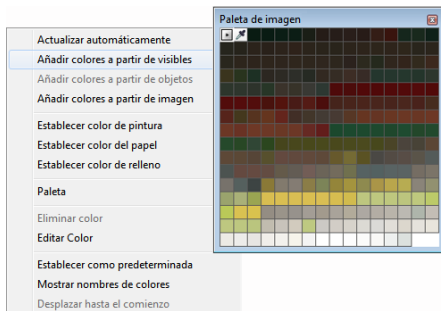 Paleta de imagen
Actualizar automáticamente
Añadir colores a partir de visibles
Añadir colores a partir de objetos
Añadir colores a partir de imagen
Establecer color de pintura
Establecer color del papel
Establecer color de relleno
Paleta
Eliminar color
Editar Color
Establecer como predeterminada
Mostrar nombres de colores
Desplazar hasta el comienzo